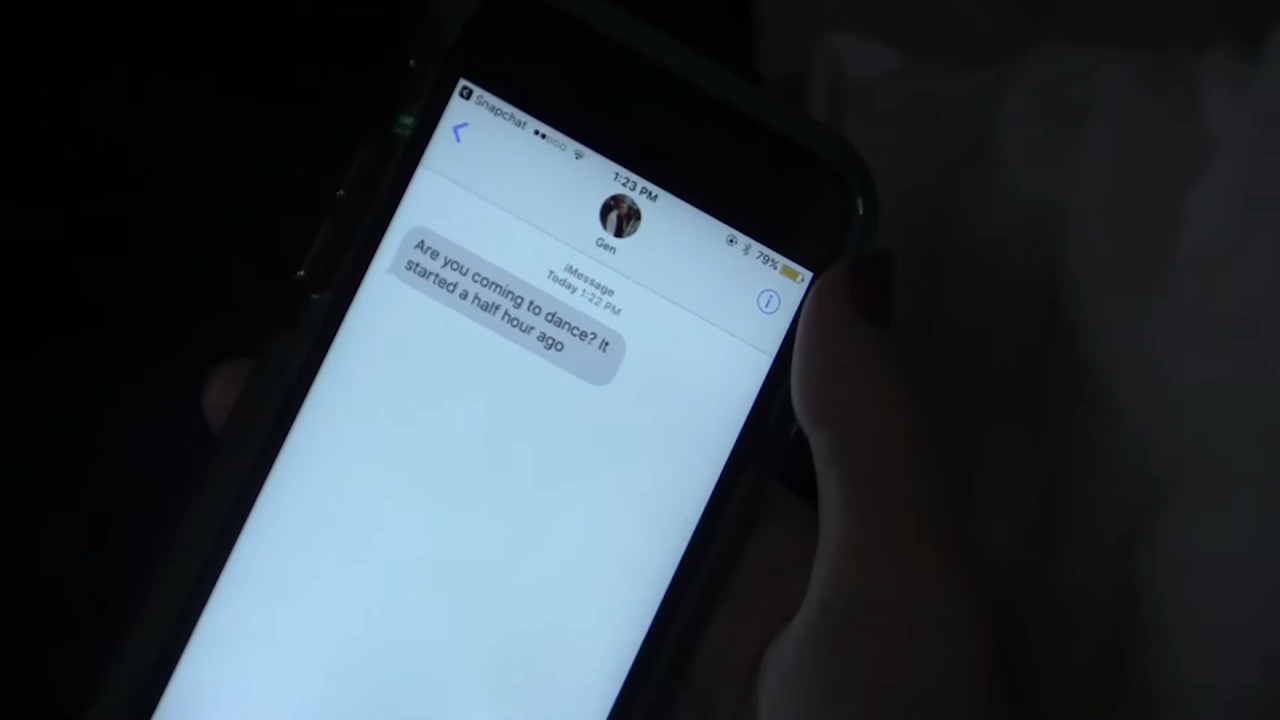 Snapchat
1:23 PM
79%
Gen
iMessage
Today 1:22 PM
Are you coming to dance? It
started a half hour ago